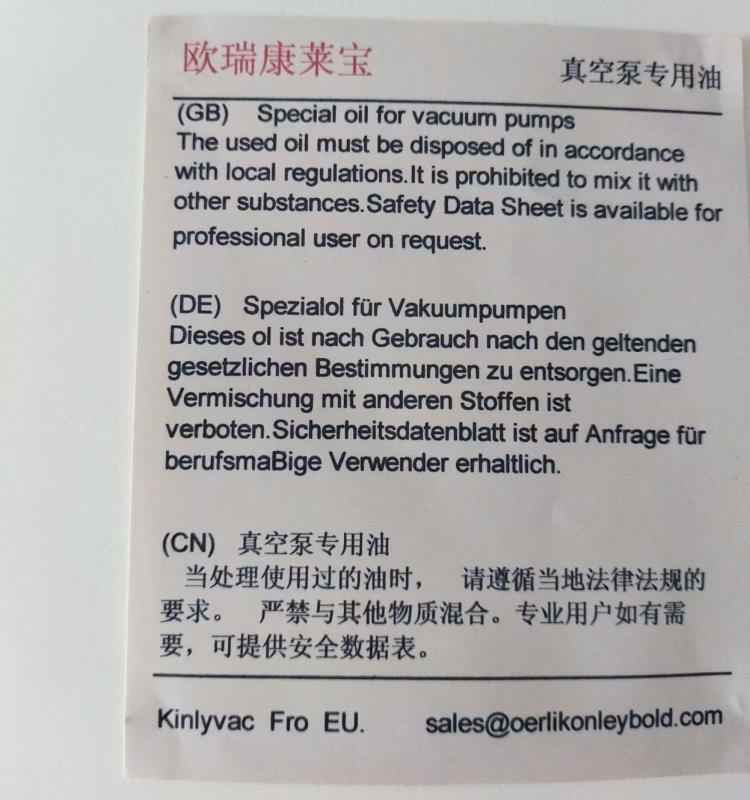 欧瑞康莱宝
真空泵专用油
(GB) Special oil for vacuum pumps
The used oil must be disposed of in accordance
with local regulations.It is prohibited to mix it with
other substances.Safety Data Sheet is available for
professional user on request.
(DE) Spezialol für Vakuumpumpen
Dieses ol ist nach Gebrauch nach den geltenden
gesetzlichen Bestimmungen zu entsorgen.Eine
Vermischung mit anderen Stoffen ist
verboten.Sicherheitsdatenblatt ist auf Anfrage für
berufsmaBige Verwender erhaltlich.
(CN) 真空泵专用油
当处理使用过的油时， 请遵循当地法律法规的
要求。 严禁与其他物质混合。专业用户如有需
要，可提供安全数据表。
Kinlyvac Fro EU. sales@oerlikonleybold.com